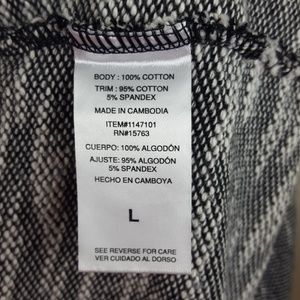 BODY : 100% COTTON
TRIM : 95% COTTON
5% SPANDEX
MADE IN CAMBODIA
ITEM#1147101
RN#15763
CUERPO: 100% ALGODÓN
AJUSTE: 95% ALGODÓN
5% SPANDEX
HECHO EN CAMBOYA
L
SEE REVERSE FOR CARE
VER CUIDADO AL DORSO